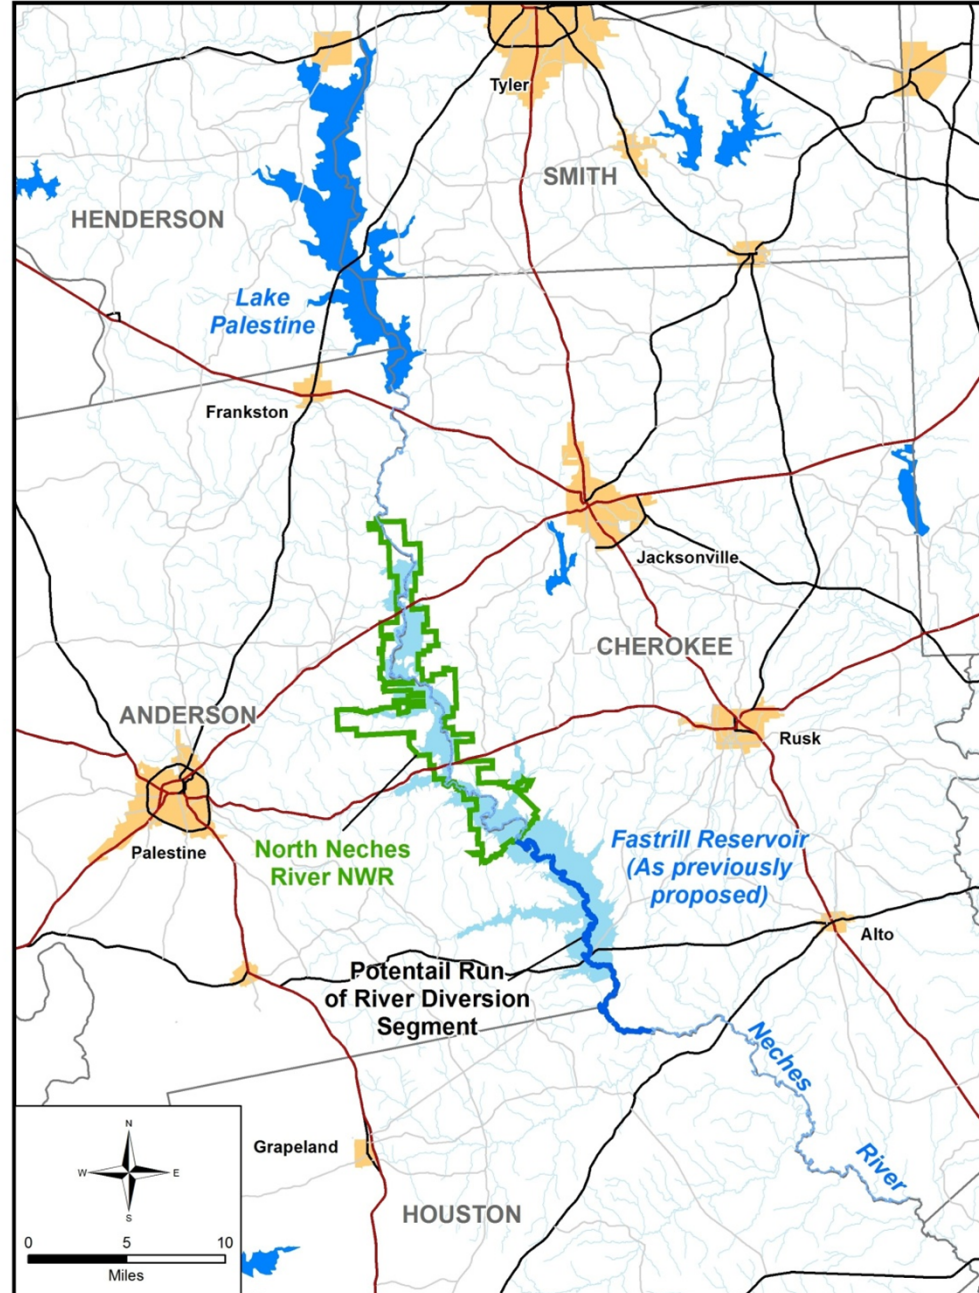 Tyler
SMITH
HENDERSON
Lake
Palestine
Frankston
Jacksonville
CHEROKEE
ANDERSON
Rusk
Palestine
North Neches
River NWR
Fastrill Reservoir
(As previously
proposed)
Alto
Potentail Run
of River Diversion
Segment
Neches
River
Grapeland
HOUSTON
N
W
E
S
0
5
10
Miles